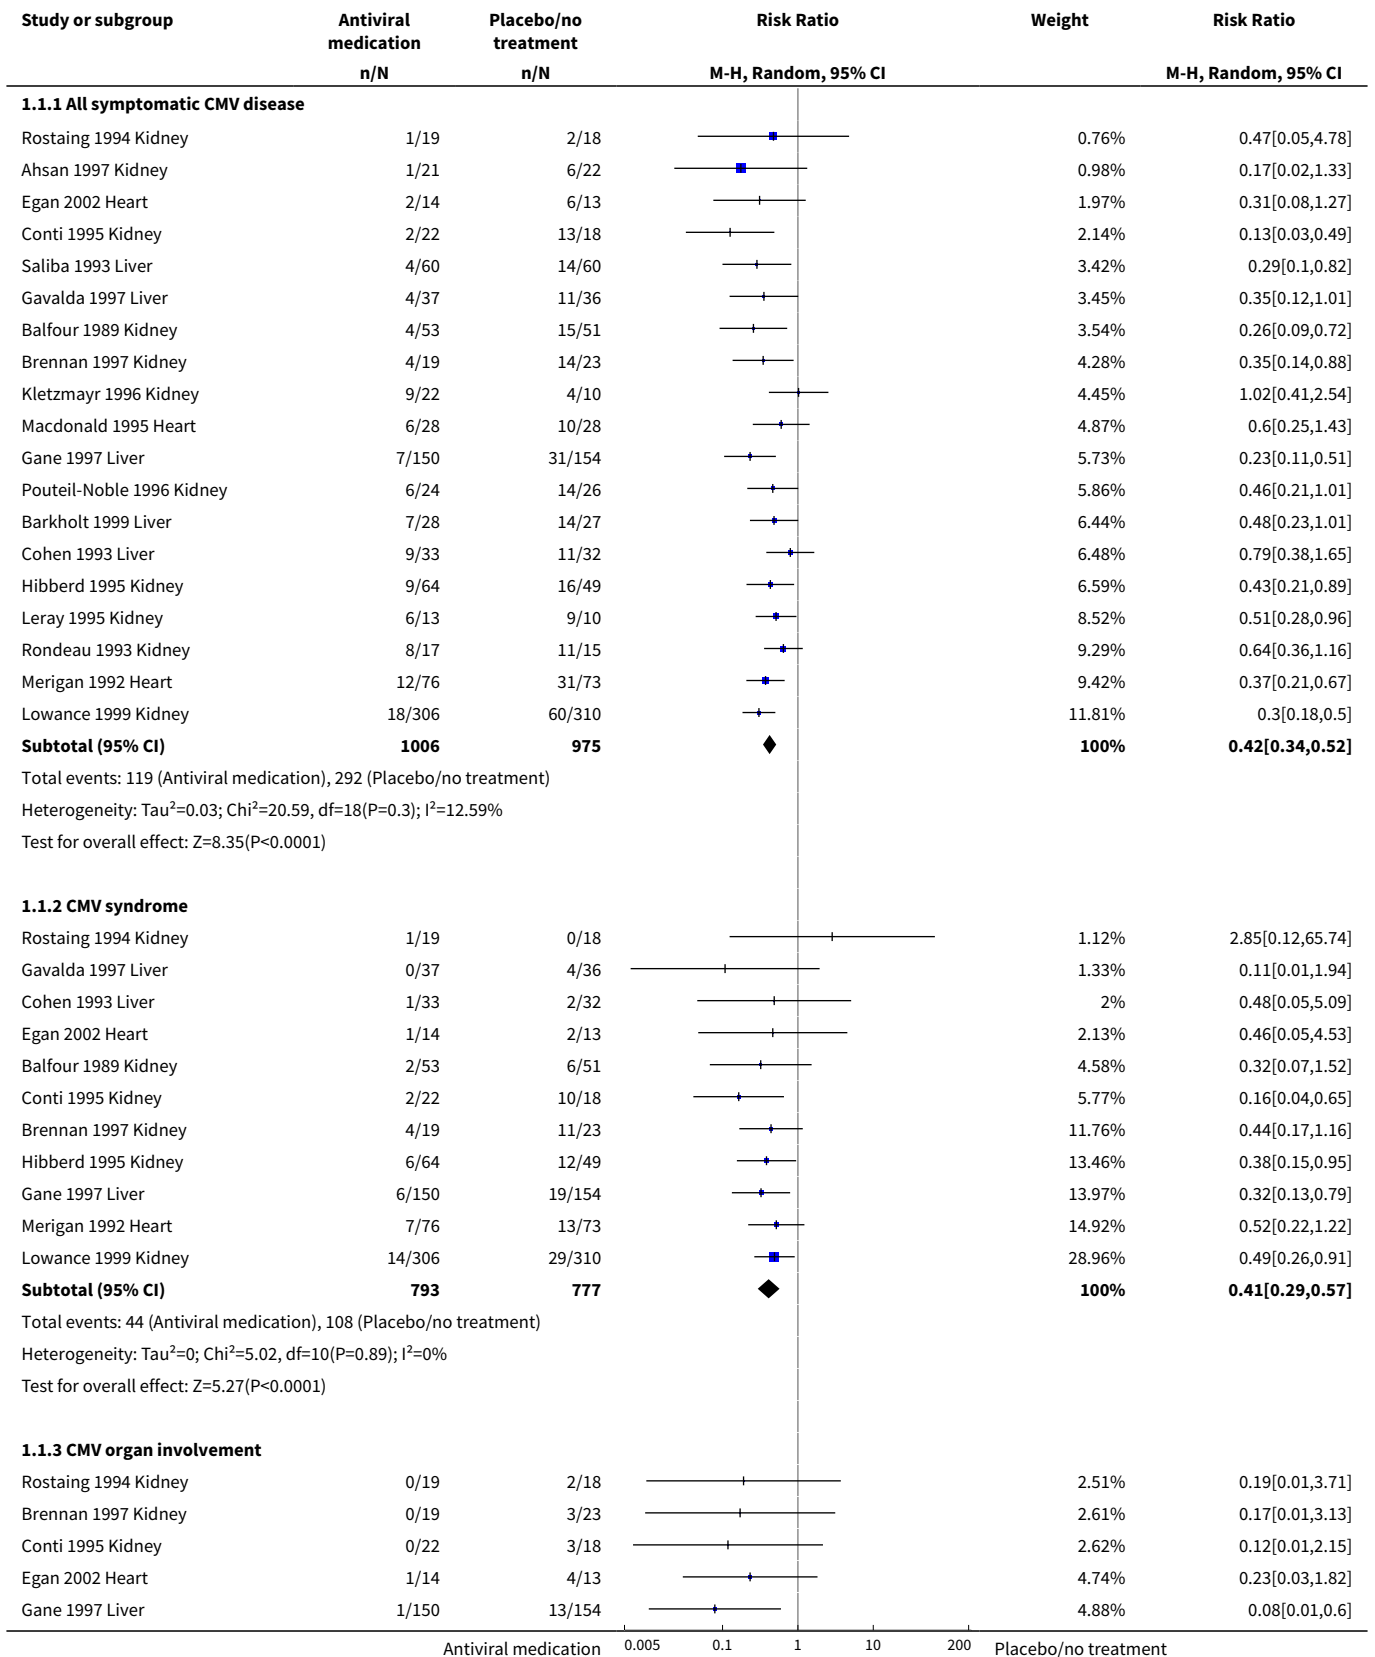 Study or subgroup Antiviral medication Placebo/no treatment Risk Ratio Weight Risk Ratio
n/N n/N M-H, Random, 95% CI M-H, Random, 95% CI
1.1.1 All symptomatic CMV disease
Rostaing 1994 Kidney 1/19 2/18 0.76% 0.47[0.05,4.78]
Ahsan 1997 Kidney 1/21 6/22 0.98% 0.17[0.02,1.33]
Egan 2002 Heart 2/14 6/13 1.97% 0.31[0.08,1.27]
Conti 1995 Kidney 2/22 13/18 2.14% 0.13[0.03,0.49]
Saliba 1993 Liver 4/60 14/60 3.42% 0.29[0.1,0.82]
Gavalda 1997 Liver 4/37 11/36 3.45% 0.35[0.12,1.01]
Balfour 1989 Kidney 4/53 15/51 3.54% 0.26[0.09,0.72]
Brennan 1997 Kidney 4/19 14/23 4.28% 0.35[0.14,0.88]
Kletzmayr 1996 Kidney 9/22 4/10 4.45% 1.02[0.41,2.54]
Macdonald 1995 Heart 6/28 10/28 4.87% 0.6[0.25,1.43]
Gane 1997 Liver 7/150 31/154 5.73% 0.23[0.11,0.51]
Pouteil-Noble 1996 Kidney 6/24 14/26 5.86% 0.46[0.21,1.01]
Barkholt 1999 Liver 7/28 14/27 6.44% 0.48[0.23,1.01]
Cohen 1993 Liver 9/33 11/32 6.48% 0.79[0.38,1.65]
Hibberd 1995 Kidney 9/64 16/49 6.59% 0.43[0.21,0.89]
Leray 1995 Kidney 6/13 9/10 8.52% 0.51[0.28,0.96]
Rondeau 1993 Kidney 8/17 11/15 9.29% 0.64[0.36,1.16]
Merigan 1992 Heart 12/76 31/73 9.42% 0.37[0.21,0.67]
Lowance 1999 Kidney 18/306 60/310 11.81% 0.3[0.18,0.5]
Subtotal (95% CI) 1006 975 100% 0.42[0.34,0.52]
Total events: 119 (Antiviral medication), 292 (Placebo/no treatment)
Heterogeneity: Tau²=0.03; Chi²=20.59, df=18(P=0.3); I²=12.59%
Test for overall effect: Z=8.35(P<0.0001)
1.1.2 CMV syndrome
Rostaing 1994 Kidney 1/19 0/18 1.12% 2.85[0.12,65.74]
Gavalda 1997 Liver 0/37 4/36 1.33% 0.11[0.01,1.94]
Cohen 1993 Liver 1/33 2/32 2% 0.48[0.05,5.09]
Egan 2002 Heart 1/14 2/13 2.13% 0.46[0.05,4.53]
Balfour 1989 Kidney 2/53 6/51 4.58% 0.32[0.07,1.52]
Conti 1995 Kidney 2/22 10/18 5.77% 0.16[0.04,0.65]
Brennan 1997 Kidney 4/19 11/23 11.76% 0.44[0.17,1.16]
Hibberd 1995 Kidney 6/64 12/49 13.46% 0.38[0.15,0.95]
Gane 1997 Liver 6/150 19/154 13.97% 0.32[0.13,0.79]
Merigan 1992 Heart 7/76 13/73 14.92% 0.52[0.22,1.22]
Lowance 1999 Kidney 14/306 29/310 28.96% 0.49[0.26,0.91]
Subtotal (95% CI) 793 777 100% 0.41[0.29,0.57]
Total events: 44 (Antiviral medication), 108 (Placebo/no treatment)
Heterogeneity: Tau²=0; Chi²=5.02, df=10(P=0.89); I²=0%
Test for overall effect: Z=5.27(P<0.0001)
1.1.3 CMV organ involvement
Rostaing 1994 Kidney 0/19 2/18 2.51% 0.19[0.01,3.71]
Brennan 1997 Kidney 0/19 3/23 2.61% 0.17[0.01,3.13]
Conti 1995 Kidney 0/22 3/18 2.62% 0.12[0.01,2.15]
Egan 2002 Heart 1/14 4/13 4.74% 0.23[0.03,1.82]
Gane 1997 Liver 1/150 13/154 4.88% 0.08[0.01,0.6]
Antiviral medication 0.005 0.1 1 10 200 Placebo/no treatment